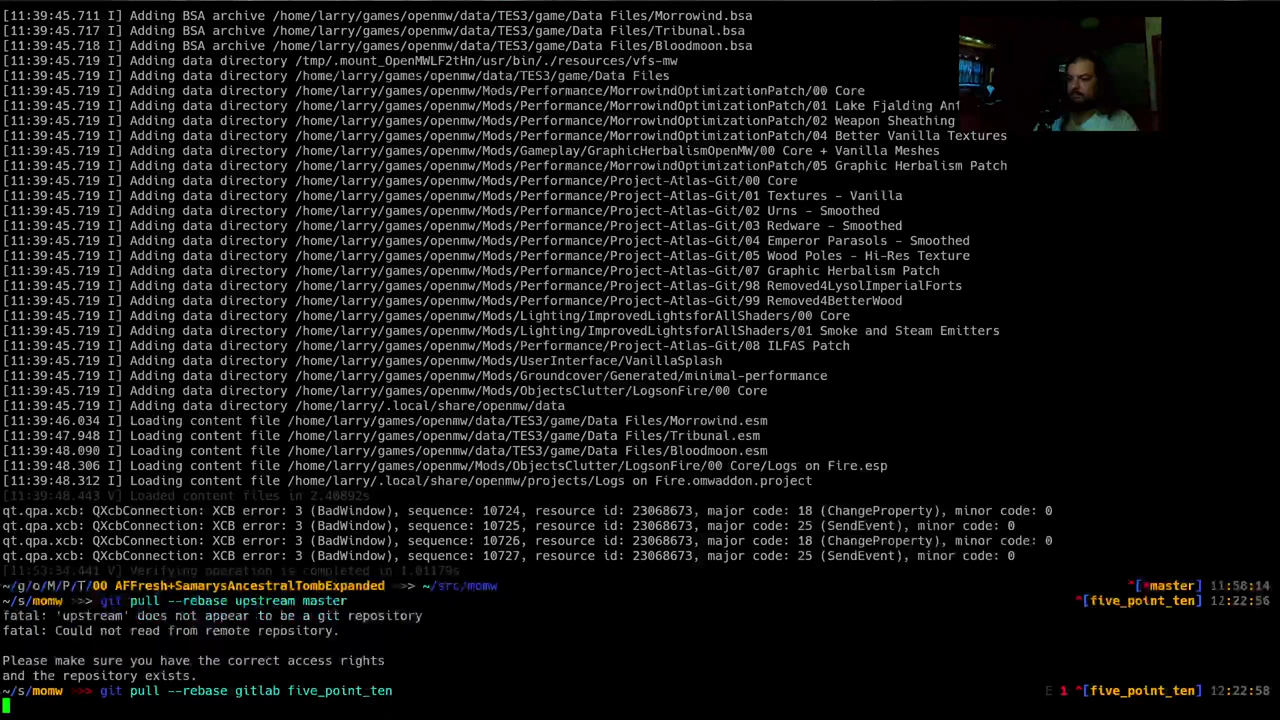 [11:39:45.711 I] Adding BSA archive /home/larry/games/openmw/data/TES3/game/Data Files/Morrowind.bsa
[11:39:45.717 I] Adding BSA archive /home/larry/games/openmw/data/TES3/game/Data Files/Tribunal.bsa
[11:39:45.718 I] Adding BSA archive /home/larry/games/openmw/data/TES3/game/Data Files/Bloodmoon.bsa
[11:39:45.719 I] Adding data directory /tmp/.mount_OpenMWLF2tHn/usr/bin/./resources/vfs-mw
[11:39:45.719 I] Adding data directory /home/larry/games/openmw/data/TES3/game/Data Files
[11:39:45.719 I] Adding data directory /home/larry/games/openmw/Mods/Performance/MorrowindOptimizationPatch/00 Core
[11:39:45.719 I] Adding data directory /home/larry/games/openmw/Mods/Performance/MorrowindOptimizationPatch/01 Lake Fjalding Anf
[11:39:45.719 I] Adding data directory /home/larry/games/openmw/Mods/Performance/MorrowindOptimizationPatch/02 Weapon Sheathing
[11:39:45.719 I] Adding data directory /home/larry/games/openmw/Mods/Performance/MorrowindOptimizationPatch/04 Better Vanilla Textures
[11:39:45.719 I] Adding data directory /home/larry/games/openmw/Mods/Gameplay/GraphicHerbalismOpenMW/00 Core + Vanilla Meshes
[11:39:45.719 I] Adding data directory /home/larry/games/openmw/Mods/Performance/MorrowindOptimizationPatch/05 Graphic Herbalism Patch
[11:39:45.719 I] Adding data directory /home/larry/games/openmw/Mods/Performance/Project-Atlas-Git/00 Core
[11:39:45.719 I] Adding data directory /home/larry/games/openmw/Mods/Performance/Project-Atlas-Git/01 Textures - Vanilla
[11:39:45.719 I] Adding data directory /home/larry/games/openmw/Mods/Performance/Project-Atlas-Git/02 Urns - Smoothed
[11:39:45.719 I] Adding data directory /home/larry/games/openmw/Mods/Performance/Project-Atlas-Git/03 Redware - Smoothed
[11:39:45.719 I] Adding data directory /home/larry/games/openmw/Mods/Performance/Project-Atlas-Git/04 Emperor Parasols - Smoothed
[11:39:45.719 I] Adding data directory /home/larry/games/openmw/Mods/Performance/Project-Atlas-Git/05 Wood Poles - Hi-Res Texture
[11:39:45.719 I] Adding data directory /home/larry/games/openmw/Mods/Performance/Project-Atlas-Git/07 Graphic Herbalism Patch
[11:39:45.719 I] Adding data directory /home/larry/games/openmw/Mods/Performance/Project-Atlas-Git/98 Removed4LysolImperialForts
[11:39:45.719 I] Adding data directory /home/larry/games/openmw/Mods/Performance/Project-Atlas-Git/99 Removed4BetterWood
[11:39:45.719 I] Adding data directory /home/larry/games/openmw/Mods/Lighting/ImprovedLightsforAllShaders/00 Core
[11:39:45.719 I] Adding data directory /home/larry/games/openmw/Mods/Lighting/ImprovedLightsforAllShaders/01 Smoke and Steam Emitters
[11:39:45.719 I] Adding data directory /home/larry/games/openmw/Mods/Performance/Project-Atlas-Git/08 ILFAS Patch
[11:39:45.719 I] Adding data directory /home/larry/games/openmw/Mods/UserInterface/VanillaSplash
[11:39:45.719 I] Adding data directory /home/larry/games/openmw/Mods/Groundcover/Generated/minimal-performance
[11:39:45.719 I] Adding data directory /home/larry/games/openmw/Mods/ObjectsClutter/LogsonFire/00 Core
[11:39:45.719 I] Adding data directory /home/larry/.local/share/openmw/data
[11:39:46.034 I] Loading content file /home/larry/games/openmw/data/TES3/game/Data Files/Morrowind.esm
[11:39:47.948 I] Loading content file /home/larry/games/openmw/data/TES3/game/Data Files/Tribunal.esm
[11:39:48.090 I] Loading content file /home/larry/games/openmw/data/TES3/game/Data Files/Bloodmoon.esm
[11:39:48.306 I] Loading content file /home/larry/games/openmw/Mods/ObjectsClutter/LogsonFire/00 Core/Logs on Fire.esp
[11:39:48.312 I] Loading content file /home/larry/.local/share/openmw/projects/Logs on Fire.omwaddon.project
[11:39:48.443 V] Loaded content files in 2.40892s
qt.qpa.xcb: QXcbConnection: XCB error: 3 (BadWindow), sequence: 10724, resource id: 23068673, major code: 18 (ChangeProperty), minor code: 0
qt.qpa.xcb: QXcbConnection: XCB error: 3 (BadWindow), sequence: 10725, resource id: 23068673, major code: 25 (SendEvent), minor code: 0
qt.qpa.xcb: QXcbConnection: XCB error: 3 (BadWindow), sequence: 10726, resource id: 23068673, major code: 18 (ChangeProperty), minor code: 0
qt.qpa.xcb: QXcbConnection: XCB error: 3 (BadWindow), sequence: 10727, resource id: 23068673, major code: 25 (SendEvent), minor code: 0
[11:53:34.441 V] Verifying operation is completed in 1.01179s
~/g/o/M/P/T/00 AFFresh+SamarysAncestralTombExpanded >>> ~/src/momw ^[*master] 11:58:14
~/s/momw >>> git pull --rebase upstream master ^[five_point_ten] 12:22:56
fatal: 'upstream' does not appear to be a git repository
fatal: Could not read from remote repository.
Please make sure you have the correct access rights
and the repository exists.
~/s/momw >>> git pull --rebase gitlab five_point_ten E 1 ^[five_point_ten] 12:22:58